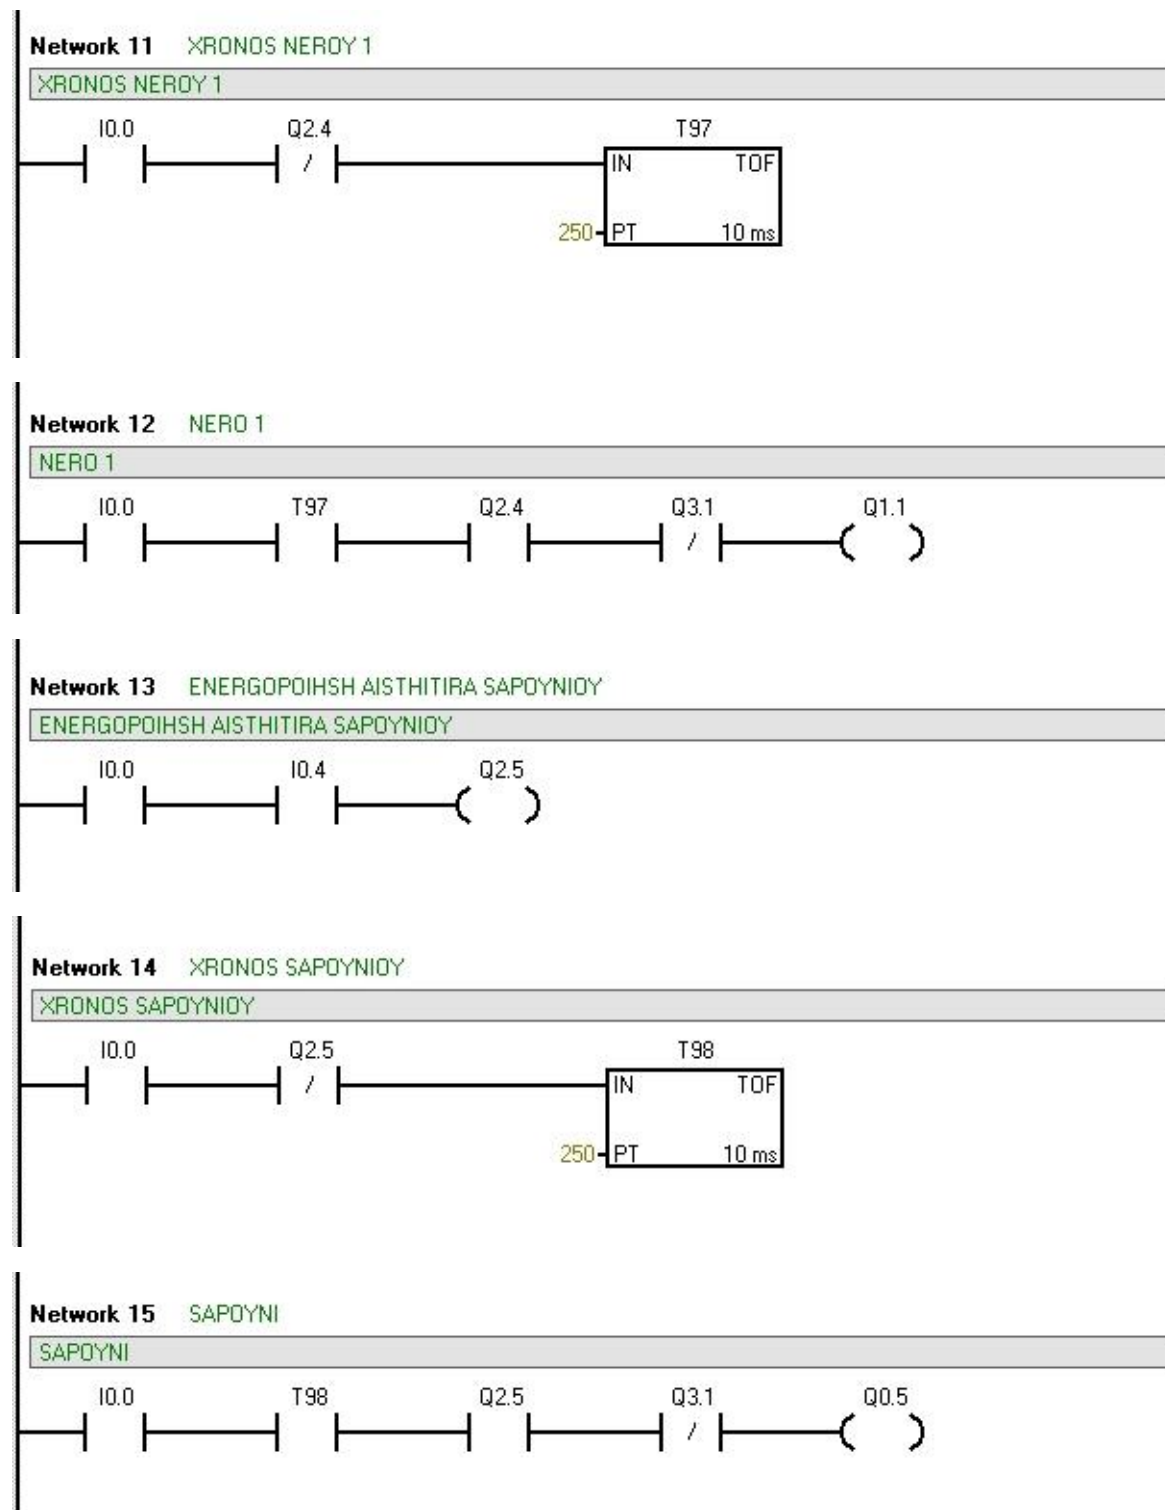 Network 11 XRONOS NEROY 1
XRONOS NEROY 1
I0.0 Q2.4 T97
/ IN TOF
250 PT 10 ms
Network 12 NERO 1
NERO 1
I0.0 T97 Q2.4 Q3.1 Q1.1
/
Network 13 ENERGOPOIHSH AISTHITIRA SAPOYNIOY
ENERGOPOIHSH AISTHITIRA SAPOYNIOY
I0.0 I0.4 Q2.5
Network 14 XRONOS SAPOYNIOY
XRONOS SAPOYNIOY
I0.0 Q2.5 T98
/ IN TOF
250 PT 10 ms
Network 15 SAPOYNI
SAPOYNI
I0.0 T98 Q2.5 Q3.1 Q0.5
/